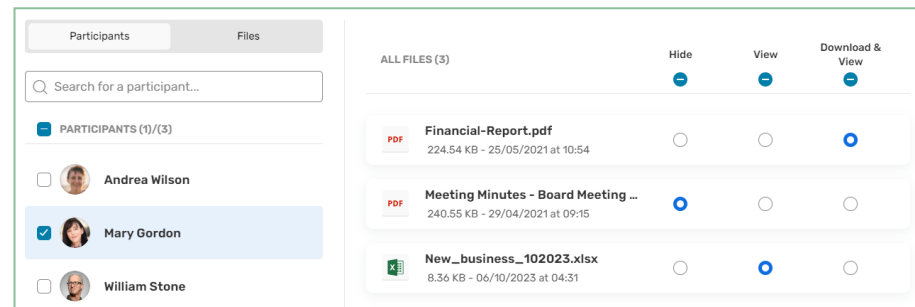 Participants
Files
Search for a participant...
PARTICIPANTS (1)/(3)
Andrea Wilson
Mary Gordon
William Stone
ALL FILES (3)
Hide
View
Download &
View
PDF
Financial-Report.pdf
224.54 KB - 25/05/2021 at 10:54
PDF
Meeting Minutes - Board Meeting ...
240.55 KB - 29/04/2021 at 09:15
New_business_102023.xlsx
8.36 KB - 06/10/2023 at 04:31